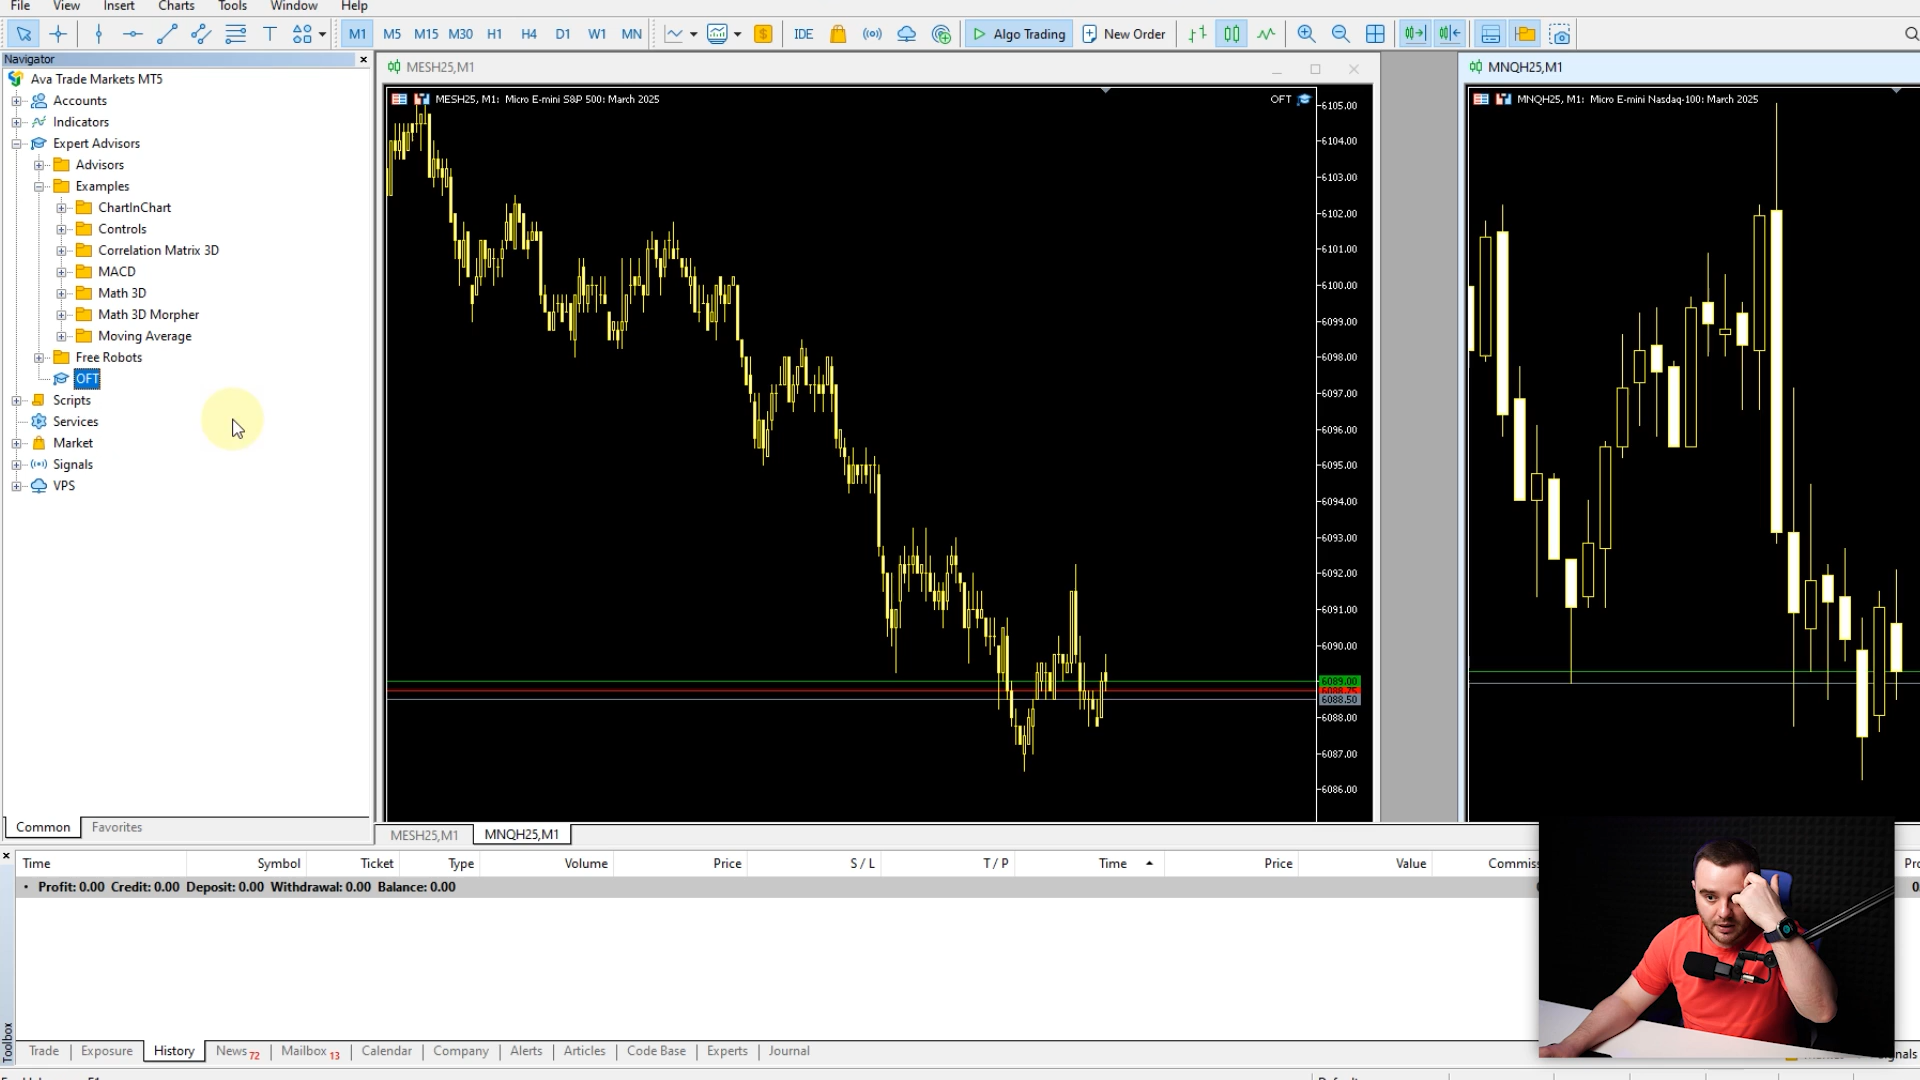 File View Insert Charts Tools Window Help
M1 M5 M15 M30 H1 H4 D1 W1 MN IDE Algo Trading New Order
Navigator
Ava Trade Markets MT5
Accounts
Indicators
Expert Advisors
Advisors
Examples
ChartInChart
Controls
Correlation Matrix 3D
MACD
Math 3D
Math 3D Morpher
Moving Average
Free Robots
OFT
Scripts
Services
Market
Signals
VPS
Common Favorites
MESH25,M1
MESH25, M1: Micro E-mini S&P 500: March 2025 OFT
6105.00
6104.00
6103.00
6102.00
6101.00
6100.00
6099.00
6098.00
6097.00
6096.00
6095.00
6094.00
6093.00
6092.00
6091.00
6090.00
6089.00
6088.75
6088.50
6088.00
6087.00
6086.00
MNQH25,M1
MNQH25, M1: Micro E-mini Nasdaq-100: March 2025
MESH25,M1 MNQH25,M1
Time Symbol Ticket Type Volume Price S / L T / P Time Price Value
Profit: 0.00 Credit: 0.00 Deposit: 0.00 Withdrawal: 0.00 Balance: 0.00
Toolbox
Trade Exposure History News 72 Mailbox 13 Calendar Company Alerts Articles Code Base Experts Journal